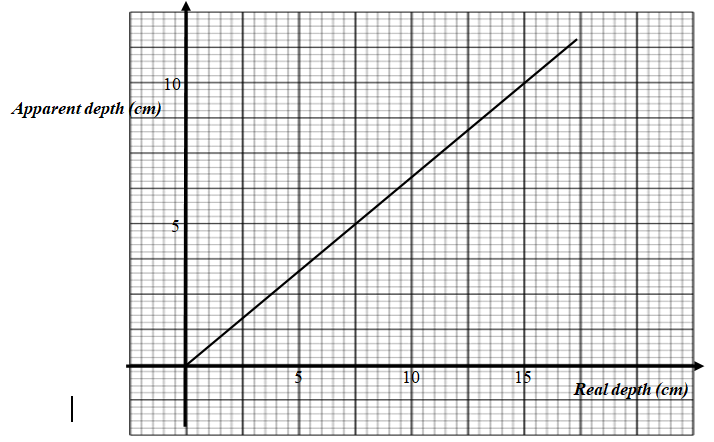 10
Apparent depth (cm)
5
5 10 15
Real depth (cm)